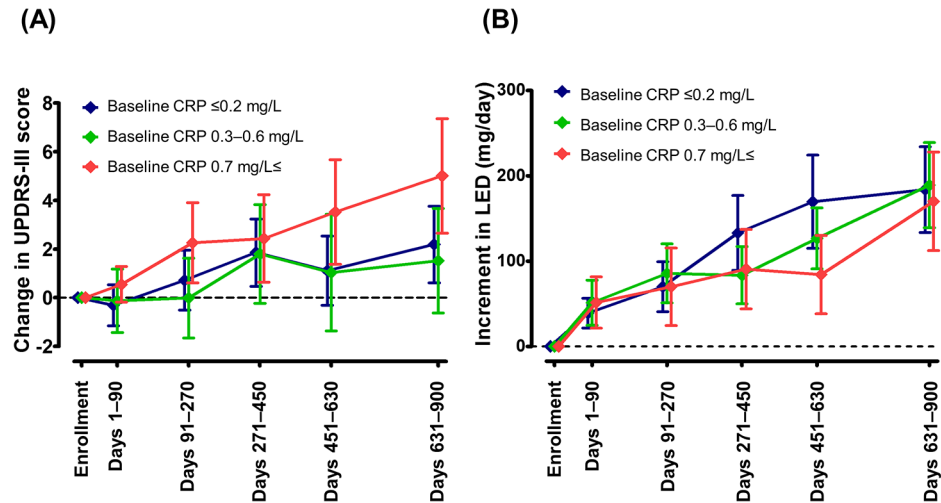 (A)
Change in UPDRS-III score
8
6
4
2
0
-2
Baseline CRP ≤0.2 mg/L
Baseline CRP 0.3–0.6 mg/L
Baseline CRP 0.7 mg/L≤
Enrollment
Days 1–90
Days 91–270
Days 271–450
Days 451–630
Days 631–900
(B)
Increment in LED (mg/day)
300
200
100
0
Baseline CRP ≤0.2 mg/L
Baseline CRP 0.3–0.6 mg/L
Baseline CRP 0.7 mg/L≤
Enrollment
Days 1–90
Days 91–270
Days 271–450
Days 451–630
Days 631–900